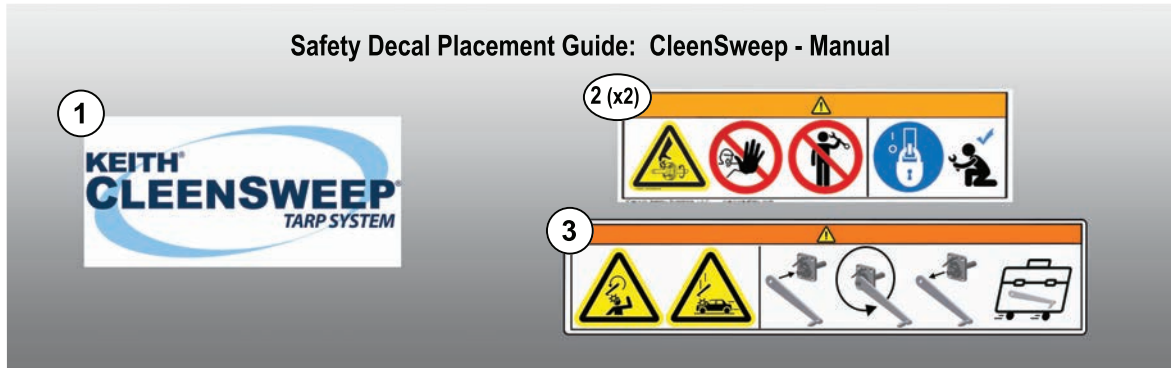 Safety Decal Placement Guide: CleenSweep - Manual
1
2 (x2)
KEITH®
CLEENSWEEP®
TARP SYSTEM
3